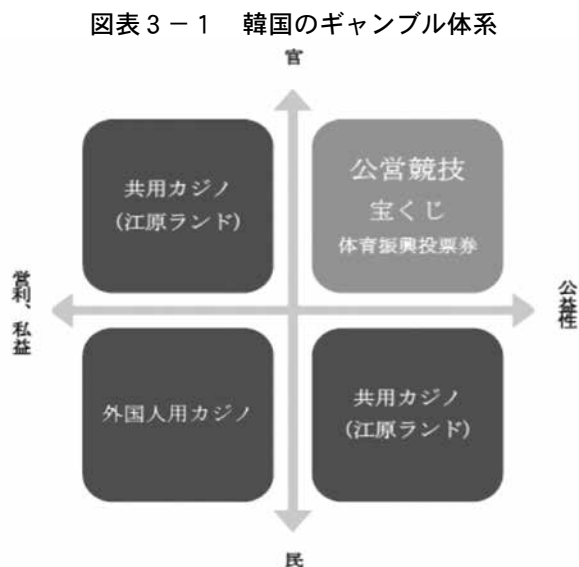 図表３－１　韓国のギャンブル体系
官
共用カジノ
(江原ランド)
公営競技
宝くじ
体育振興投票券
営利、私益
公益性
外国人用カジノ
共用カジノ
(江原ランド)
民